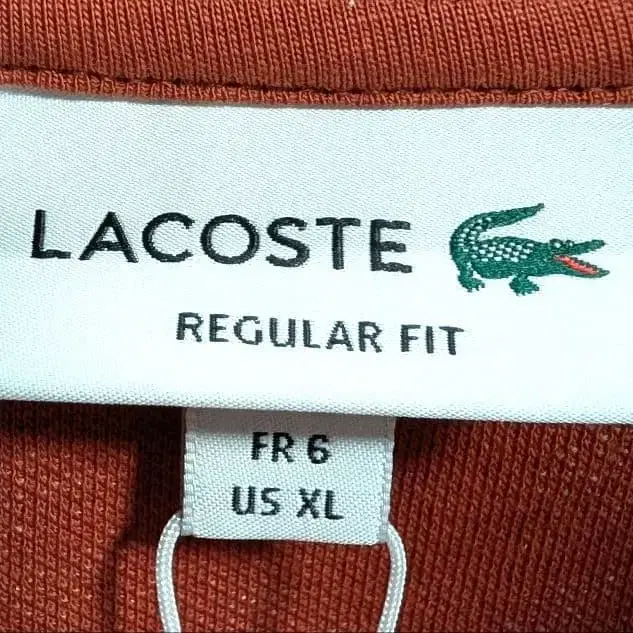 LACOSTE
REGULAR FIT
FR 6
US XL